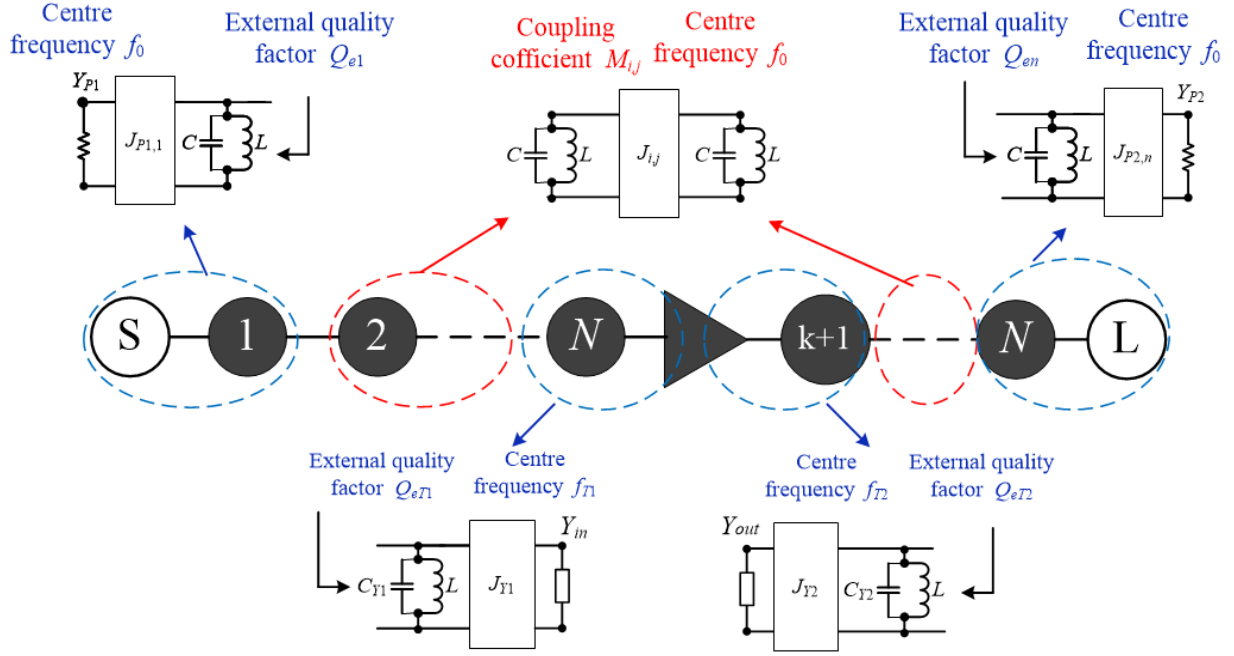 Centre
frequency f0
External quality
factor Qe1
Coupling
cofficient Mi,j
Centre
frequency f0
External quality
factor Qen
Centre
frequency f0
YP1
JP1,1
C
L
C
L
Ji,j
C
L
C
L
JP2,n
YP2
S
1
2
N
k+1
N
L
External quality
factor QeT1
Centre
frequency fT1
Centre
frequency fT2
External quality
factor QeT2
CY1
L
JY1
Yin
Yout
JY2
CY2
L